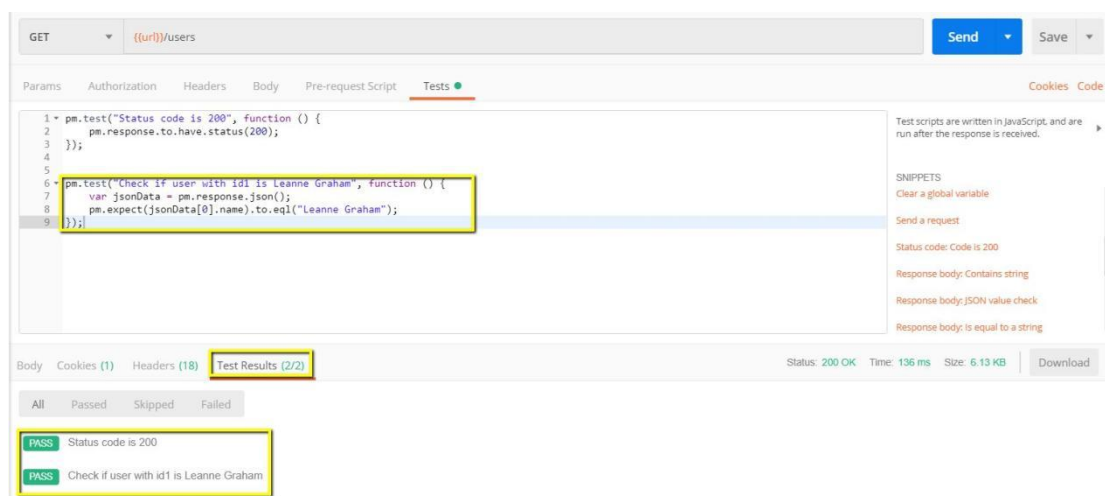 GET {{url}}/users Send Save
Params Authorization Headers Body Pre-request Script Tests Cookies Code
1 pm.test("Status code is 200", function () {
2 pm.response.to.have.status(200);
3 });
4
5
6 pm.test("Check if user with id1 is Leanne Graham", function () {
7 var jsonData = pm.response.json();
8 pm.expect(jsonData[0].name).to.eql("Leanne Graham");
9 });
Test scripts are written in JavaScript, and are
run after the response is received.
SNIPPETS
Clear a global variable
Send a request
Status code: Code is 200
Response body: Contains string
Response body: JSON value check
Response body: Is equal to a string
Body Cookies (1) Headers (18) Test Results (2/2) Status: 200 OK Time: 136 ms Size: 6.13 KB Download
All Passed Skipped Failed
PASS Status code is 200
PASS Check if user with id1 is Leanne Graham